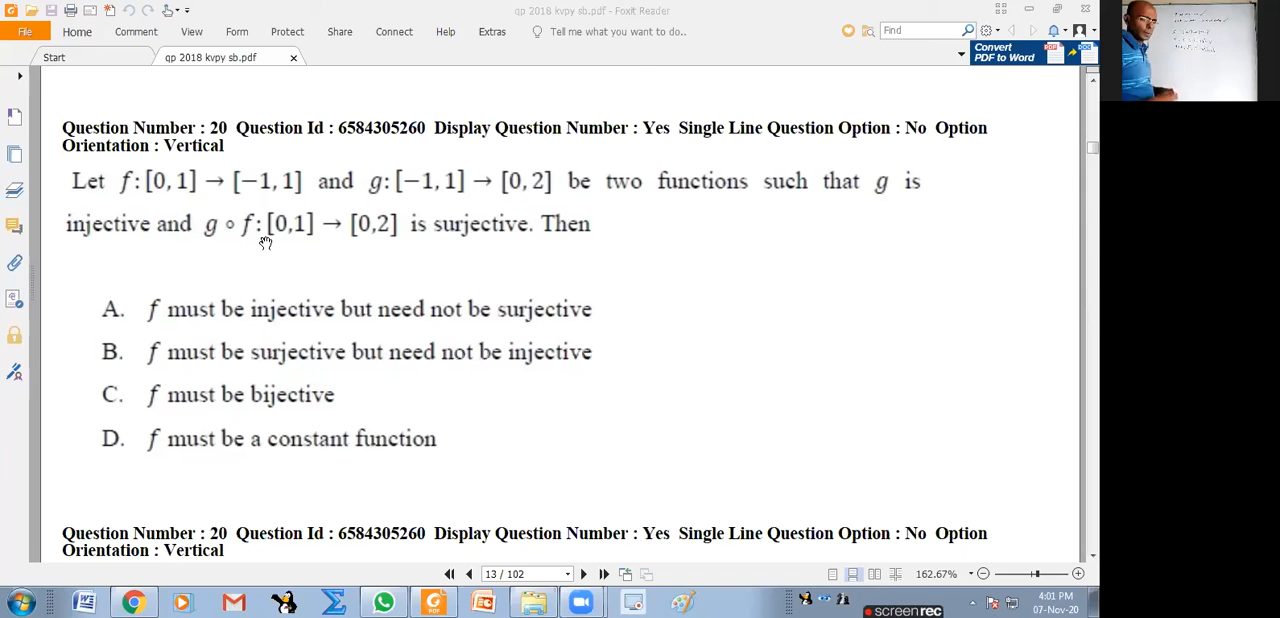 qp 2018 kvpy sb.pdf - Foxit Reader
File Home Comment View Form Protect Share Connect Help Extras Tell me what you want to do.. Find
Start qp 2018 kvpy sb.pdf
Convert
PDF to Word
Question Number : 20 Question Id : 6584305260 Display Question Number : Yes Single Line Question Option : No Option
Orientation : Vertical
Let f:[0, 1] → [−1, 1] and g:[−1, 1] → [0, 2] be two functions such that g is
injective and g ∘ f:[0,1] → [0,2] is surjective. Then
A. f must be injective but need not be surjective
B. f must be surjective but need not be injective
C. f must be bijective
D. f must be a constant function
Question Number : 20 Question Id : 6584305260 Display Question Number : Yes Single Line Question Option : No Option
Orientation : Vertical
13 / 102
162.67%
4:01 PM
07-Nov-20
screenrec